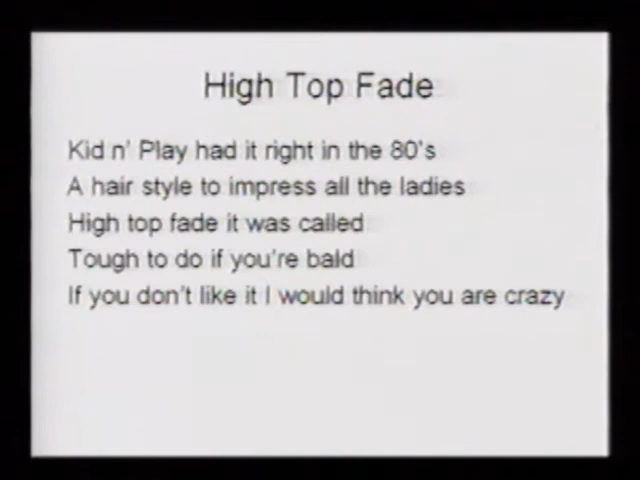 High Top Fade
Kid n' Play had it right in the 80's
A hair style to impress all the ladies
High top fade it was called
Tough to do if you're bald
If you don't like it I would think you are crazy